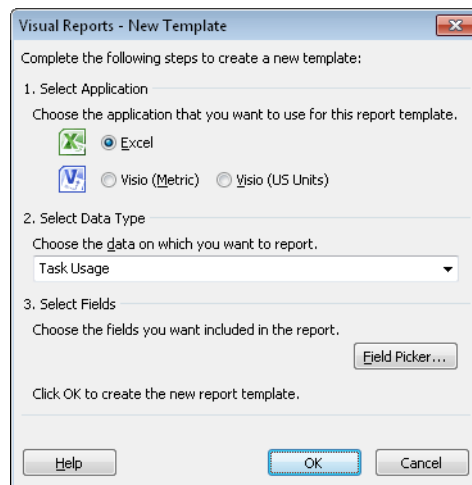 Visual Reports - New Template
Complete the following steps to create a new template:
1. Select Application
Choose the application that you want to use for this report template.
Excel
Visio (Metric) Visio (US Units)
2. Select Data Type
Choose the data on which you want to report.
Task Usage
3. Select Fields
Choose the fields you want included in the report.
Field Picker...
Click OK to create the new report template.
Help OK Cancel